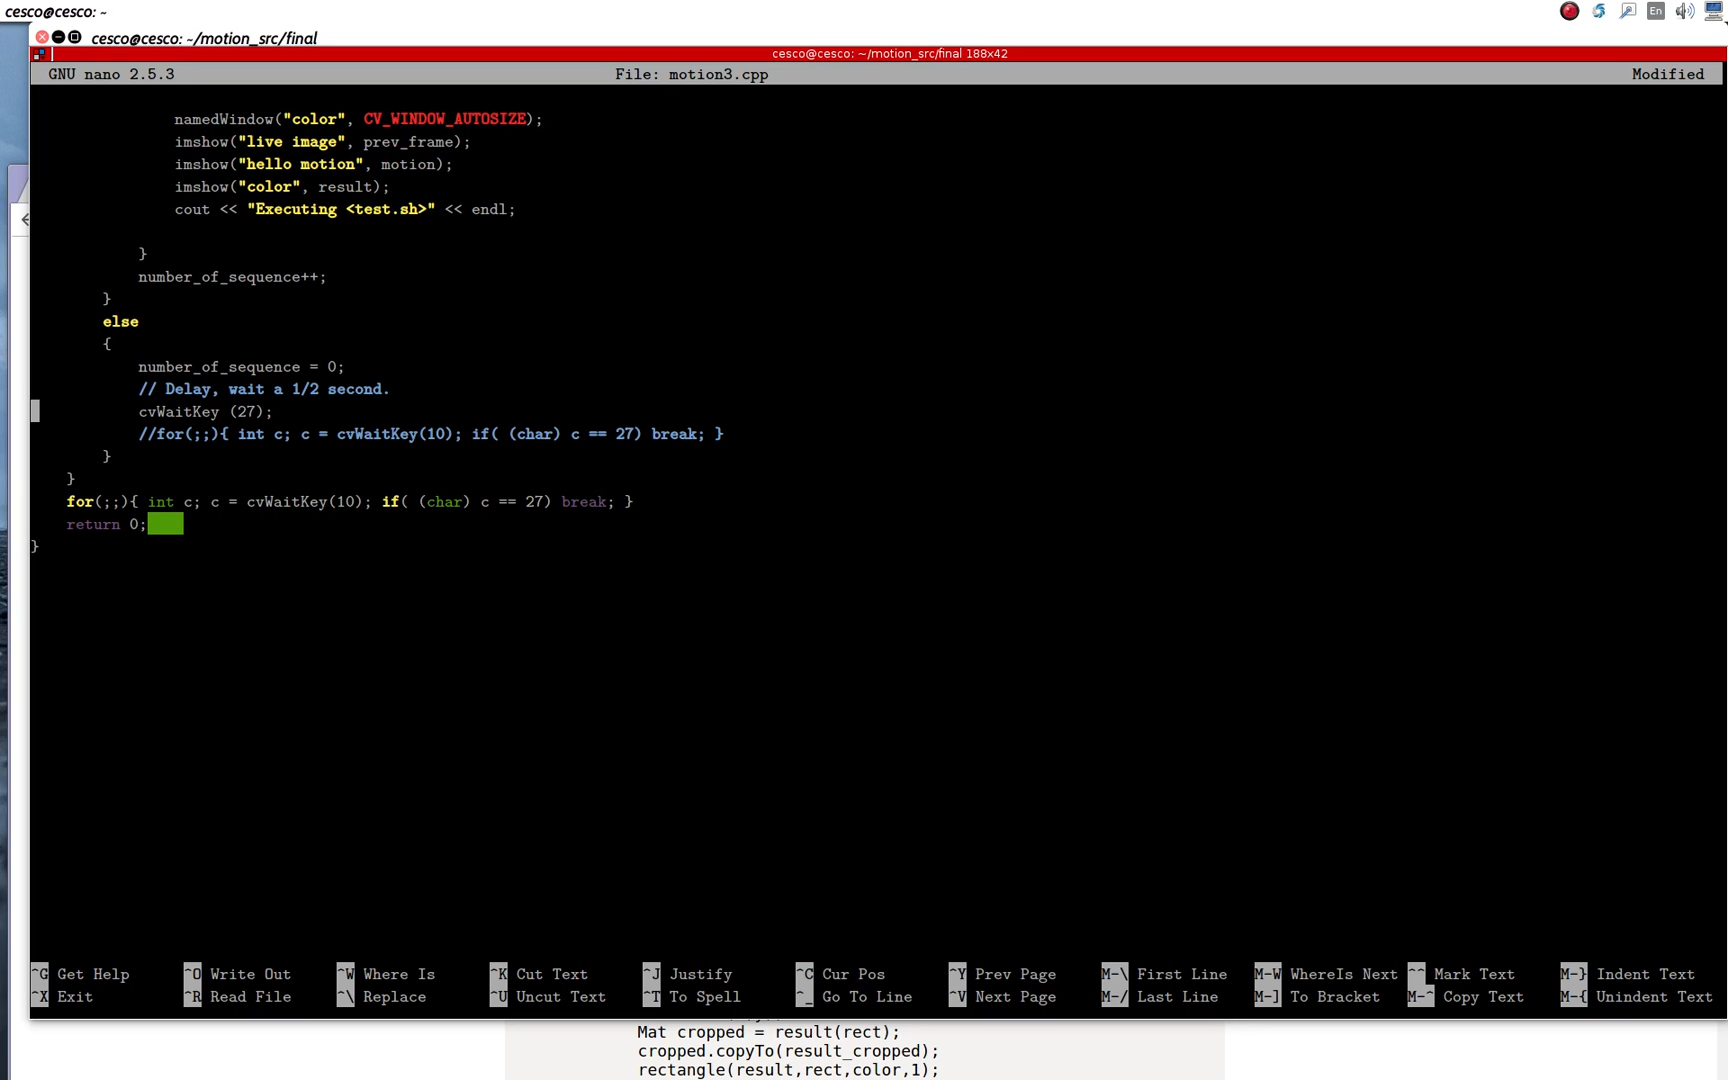 cesco@cesco: ~
En
cesco@cesco: ~/motion_src/final
cesco@cesco: ~/motion_src/final 188x42
GNU nano 2.5.3 File: motion3.cpp Modified
namedWindow("color", CV_WINDOW_AUTOSIZE);
imshow("live image", prev_frame);
imshow("hello motion", motion);
imshow("color", result);
cout << "Executing <test.sh>" << endl;
}
number_of_sequence++;
}
else
{
number_of_sequence = 0;
// Delay, wait a 1/2 second.
cvWaitKey (27);
//for(;;){ int c; c = cvWaitKey(10); if( (char) c == 27) break; }
}
}
for(;;){ int c; c = cvWaitKey(10); if( (char) c == 27) break; }
return 0;
}
^G Get Help ^O Write Out ^W Where Is ^K Cut Text ^J Justify ^C Cur Pos ^Y Prev Page M-\ First Line M-W WhereIs Next ^^ Mark Text M-} Indent Text
^X Exit ^R Read File ^\ Replace ^U Uncut Text ^T To Spell ^_ Go To Line ^V Next Page M-/ Last Line M-] To Bracket M-^ Copy Text M-{ Unindent Text
Mat cropped = result(rect);
cropped.copyTo(result_cropped);
rectangle(result,rect,color,1);